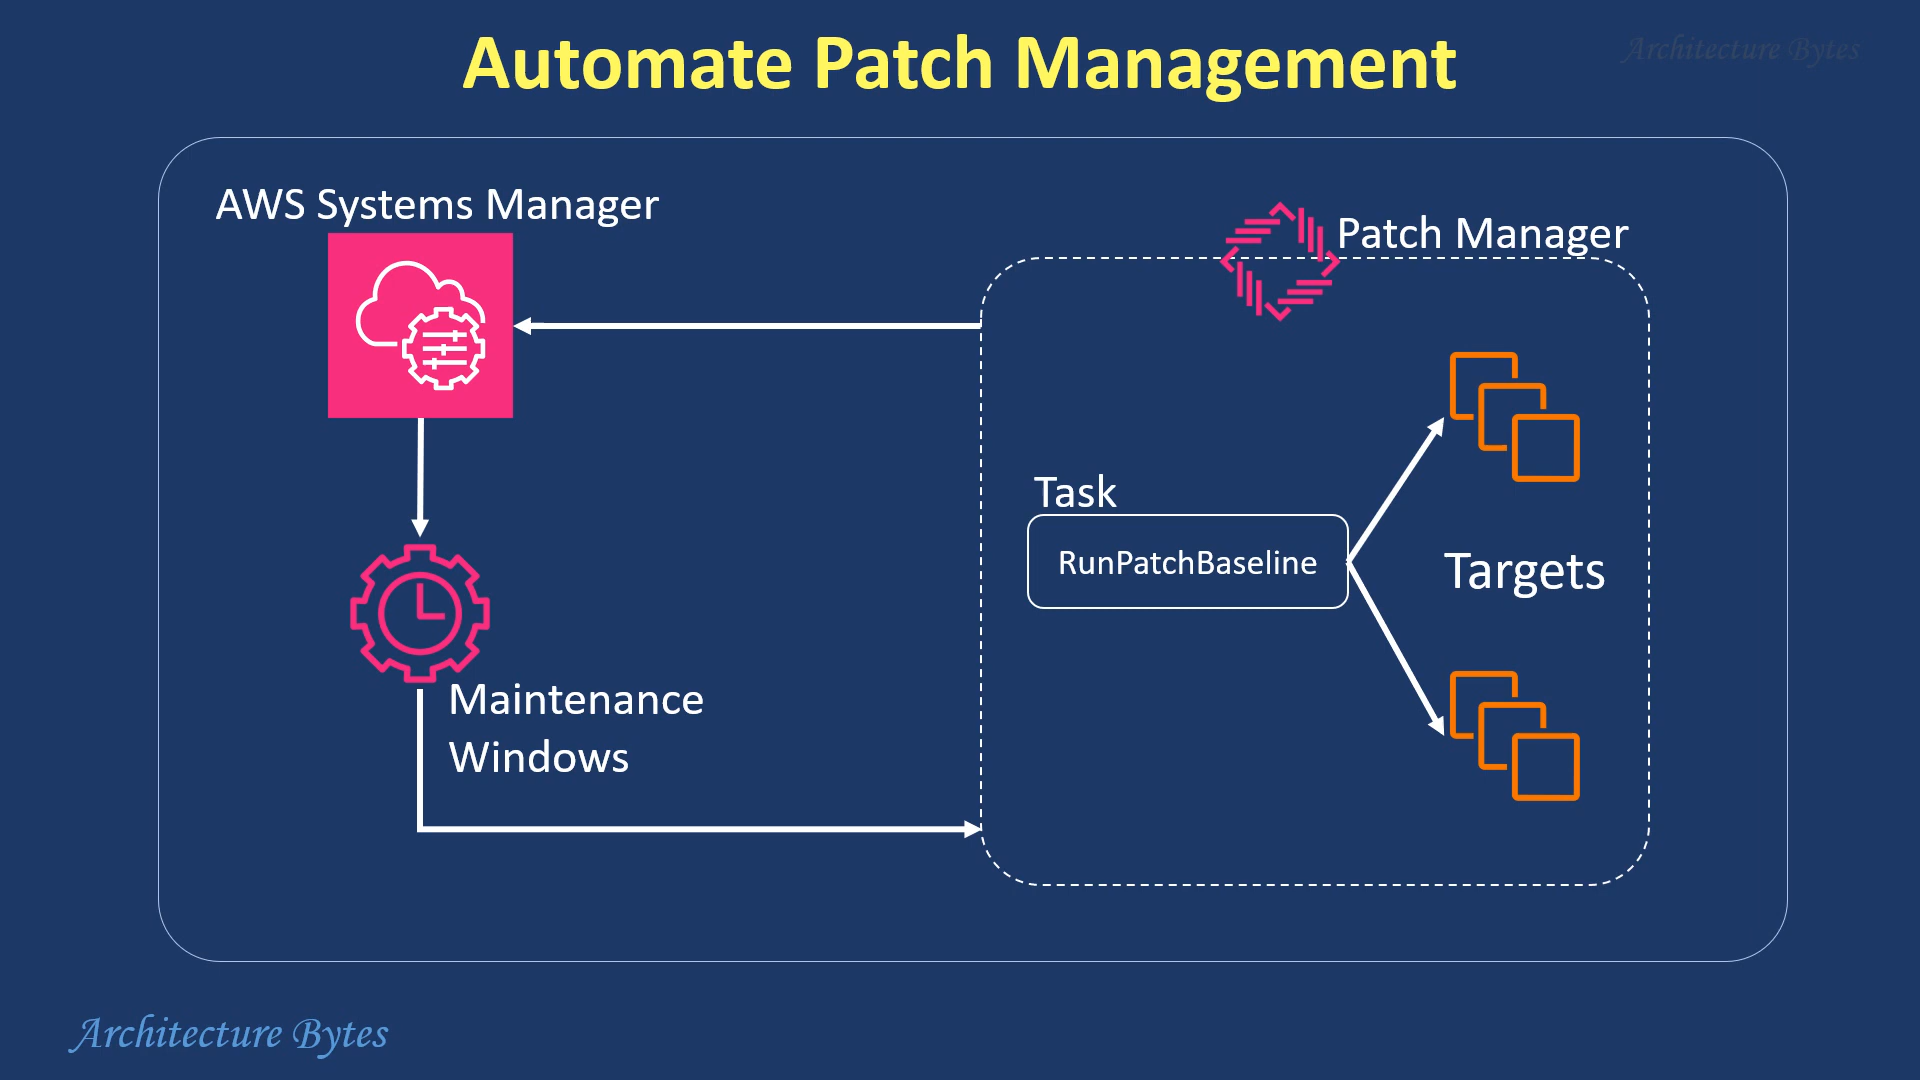 Automate Patch Management
Architecture Bytes
AWS Systems Manager
Patch Manager
Task
RunPatchBaseline
Targets
Maintenance
Windows
Architecture Bytes